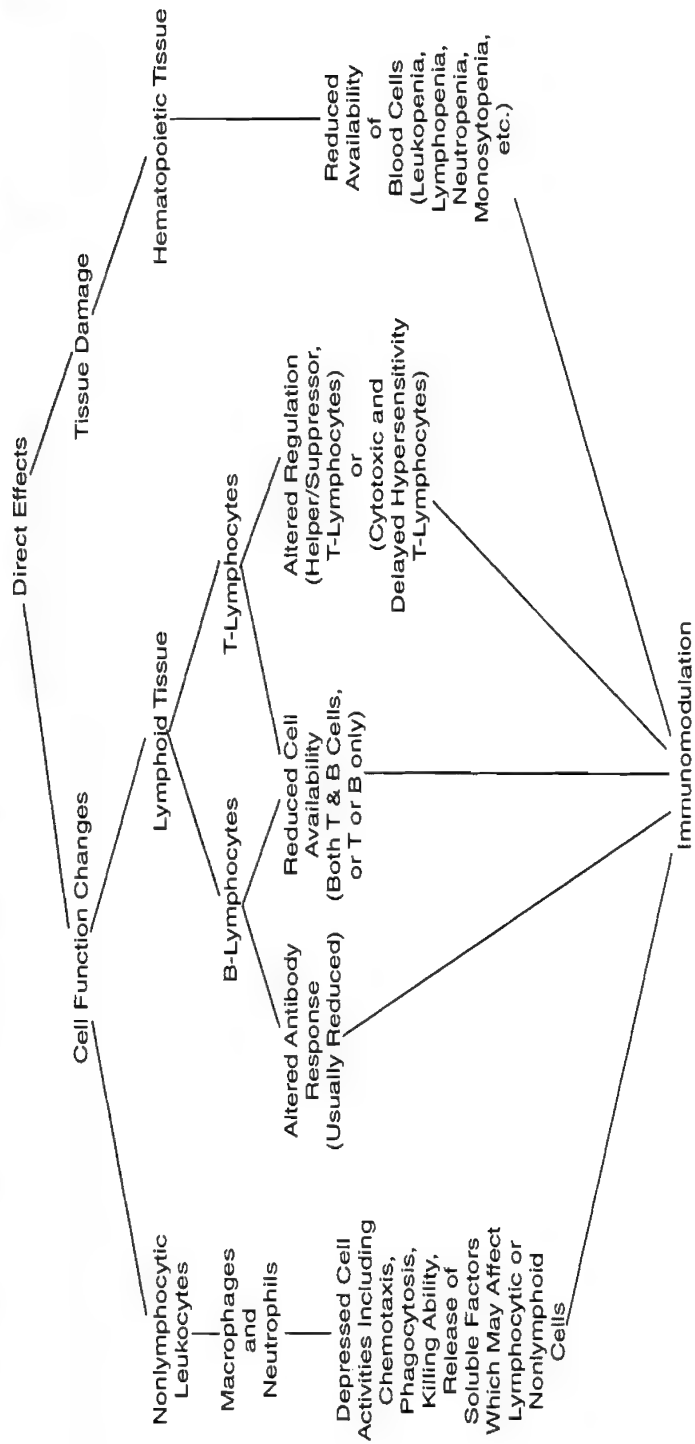 Direct Effects
Cell Function Changes
Tissue Damage
Nonlymphocytic
Leukocytes
Lymphoid Tissue
Hematopoietic Tissue
Macrophages
and
Neutrophils
B-Lymphocytes
T-Lymphocytes
Depressed Cell
Activities Including
Chemotaxis,
Phagocytosis,
Killing Ability,
Release of
Soluble Factors
Which May Affect
Lymphocytic or
Nonlymphoid
Cells
Altered Antibody
Response
(Usually Reduced)
Reduced Cell
Availability
(Both T & B Cells,
or T or B only)
Altered Regulation
(Helper/Suppressor,
T-Lymphocytes)
or
(Cytotoxic and
Delayed Hypersensitivity
T-Lymphocytes)
Reduced
Availability
of
Blood Cells
(Leukopenia,
Lymphopenia,
Neutropenia,
Monosytopenia,
etc.)
Immunomodulation